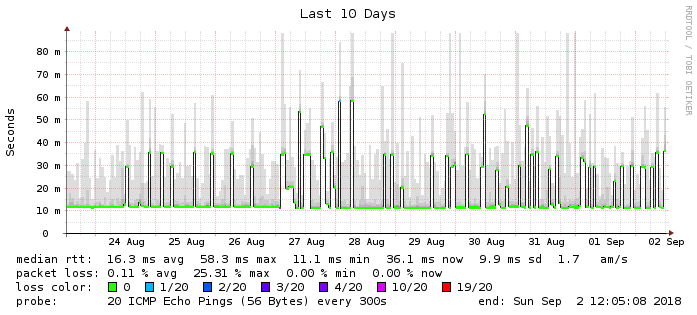 Last 10 Days
RRDTOOL / TOBI OETIKER
Seconds
80 m
70 m
60 m
50 m
40 m
30 m
20 m
10 m
0
24 Aug 25 Aug 26 Aug 27 Aug 28 Aug 29 Aug 30 Aug 31 Aug 01 Sep 02 Sep
median rtt: 16.3 ms avg 58.3 ms max 11.1 ms min 36.1 ms now 9.9 ms sd 1.7 am/s
packet loss: 0.11 % avg 25.31 % max 0.00 % min 0.00 % now
loss color: 0 1/20 2/20 3/20 4/20 10/20 19/20
probe: 20 ICMP Echo Pings (56 Bytes) every 300s end: Sun Sep 2 12:05:08 2018